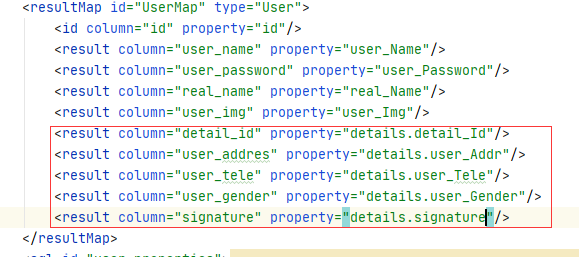 <resultMap id="UserMap" type="User">
<id column="id" property="id"/>
<result column="user_name" property="user_Name"/>
<result column="user_password" property="user_Password"/>
<result column="real_name" property="real_Name"/>
<result column="user_img" property="user_Img"/>
<result column="detail_id" property="details.detail_Id"/>
<result column="user_addres" property="details.user_Addr"/>
<result column="user_tele" property="details.user_Tele"/>
<result column="user_gender" property="details.user_Gender"/>
<result column="signature" property="details.signature"/>
</resultMap>